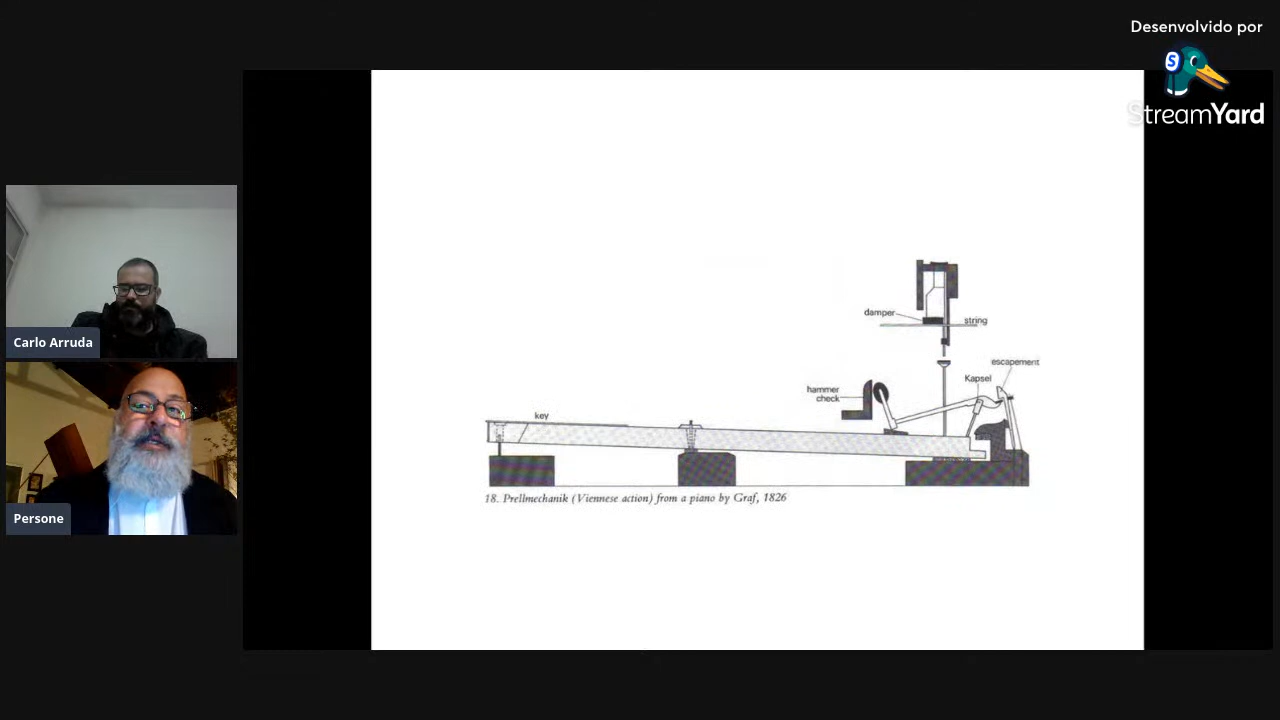 Desenvolvido por
S
StreamYard
Carlo Arruda
Persone
damper
string
escapement
Kapsel
hammer
check
key
18. Prellmechanik (Viennese action) from a piano by Graf, 1826